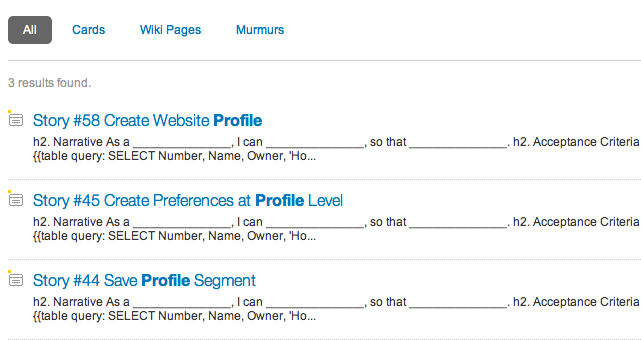 All Cards Wiki Pages Murmurs
3 results found.
Story #58 Create Website Profile
h2. Narrative As a _______________, I can _______________, so that _______________. h2. Acceptance Criteria
{{table query: SELECT Number, Name, Owner, 'Ho...
Story #45 Create Preferences at Profile Level
h2. Narrative As a _______________, I can _______________, so that _______________. h2. Acceptance Criteria
{{table query: SELECT Number, Name, Owner, 'Ho...
Story #44 Save Profile Segment
h2. Narrative As a _______________, I can _______________, so that _______________. h2. Acceptance Criteria
{{table query: SELECT Number, Name, Owner, 'Ho...